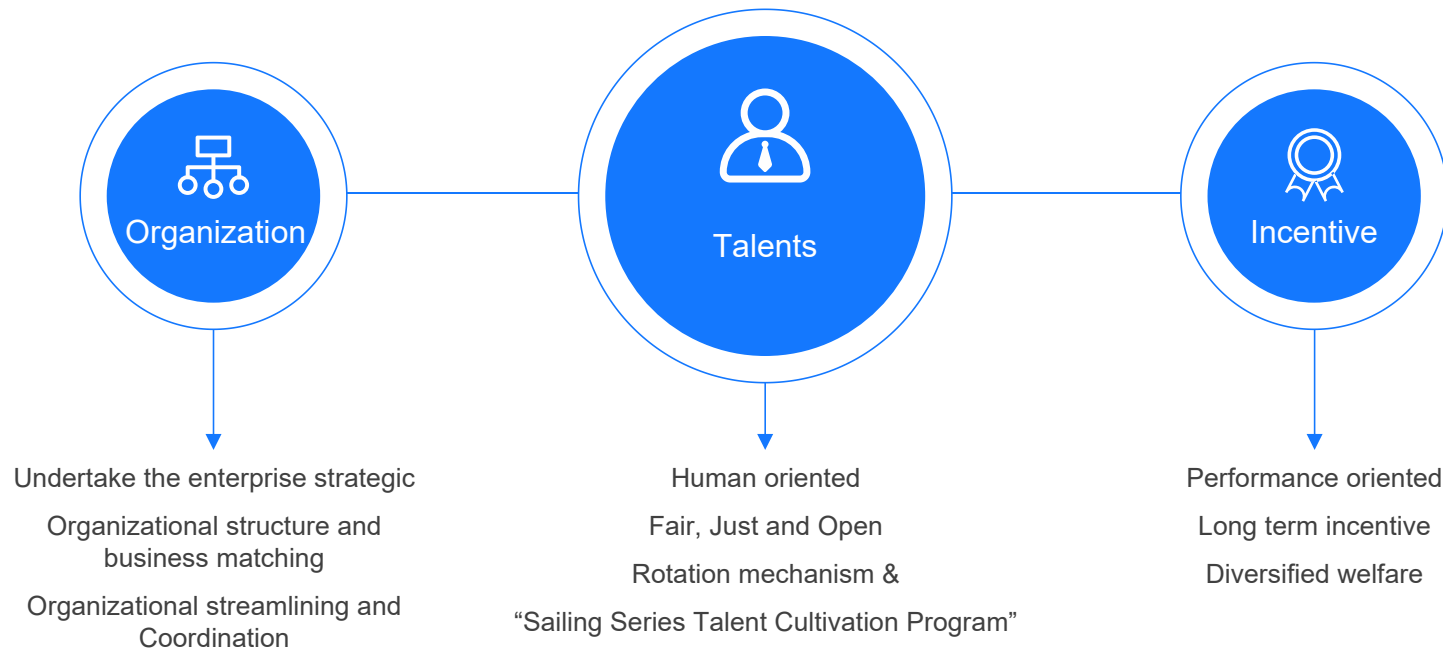 Organization
Talents
Incentive
Undertake the enterprise strategic
Organizational structure and
business matching
Organizational streamlining and
Coordination
Human oriented
Fair, Just and Open
Rotation mechanism &
“Sailing Series Talent Cultivation Program”
Performance oriented
Long term incentive
Diversified welfare